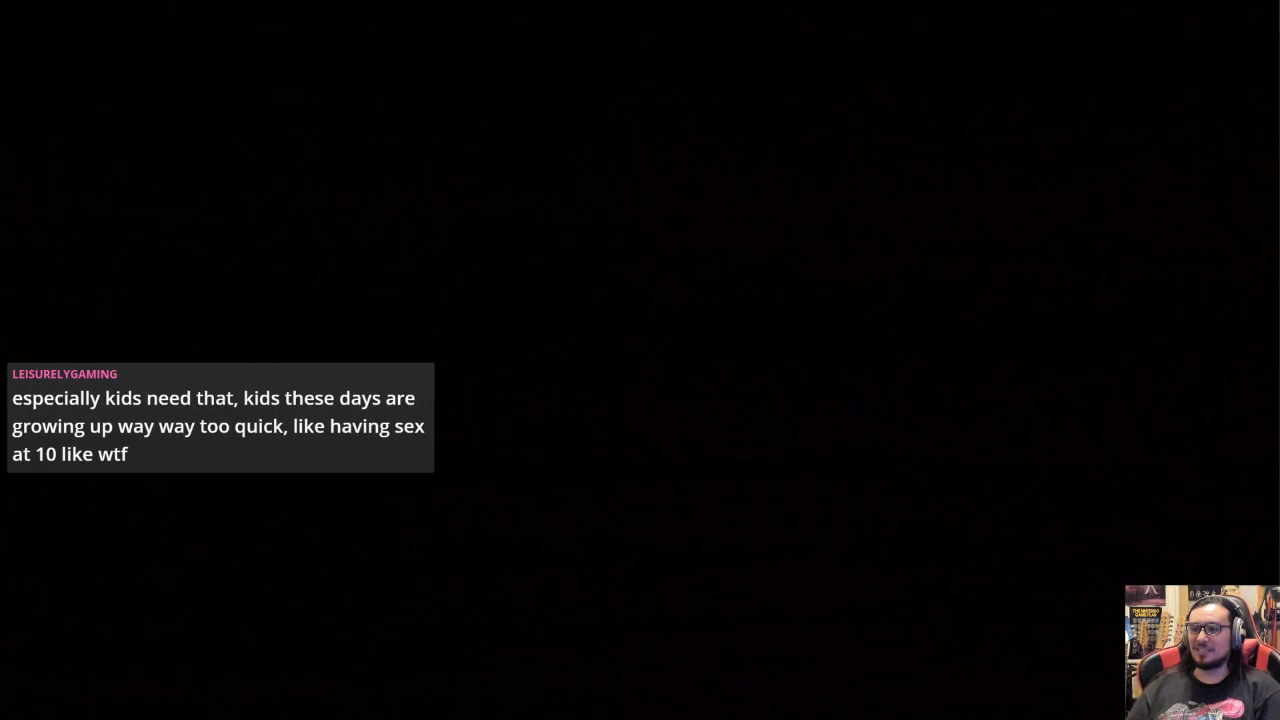 LEISURELYGAMING
especially kids need that, kids these days are
growing up way way too quick, like having sex
at 10 like wtf